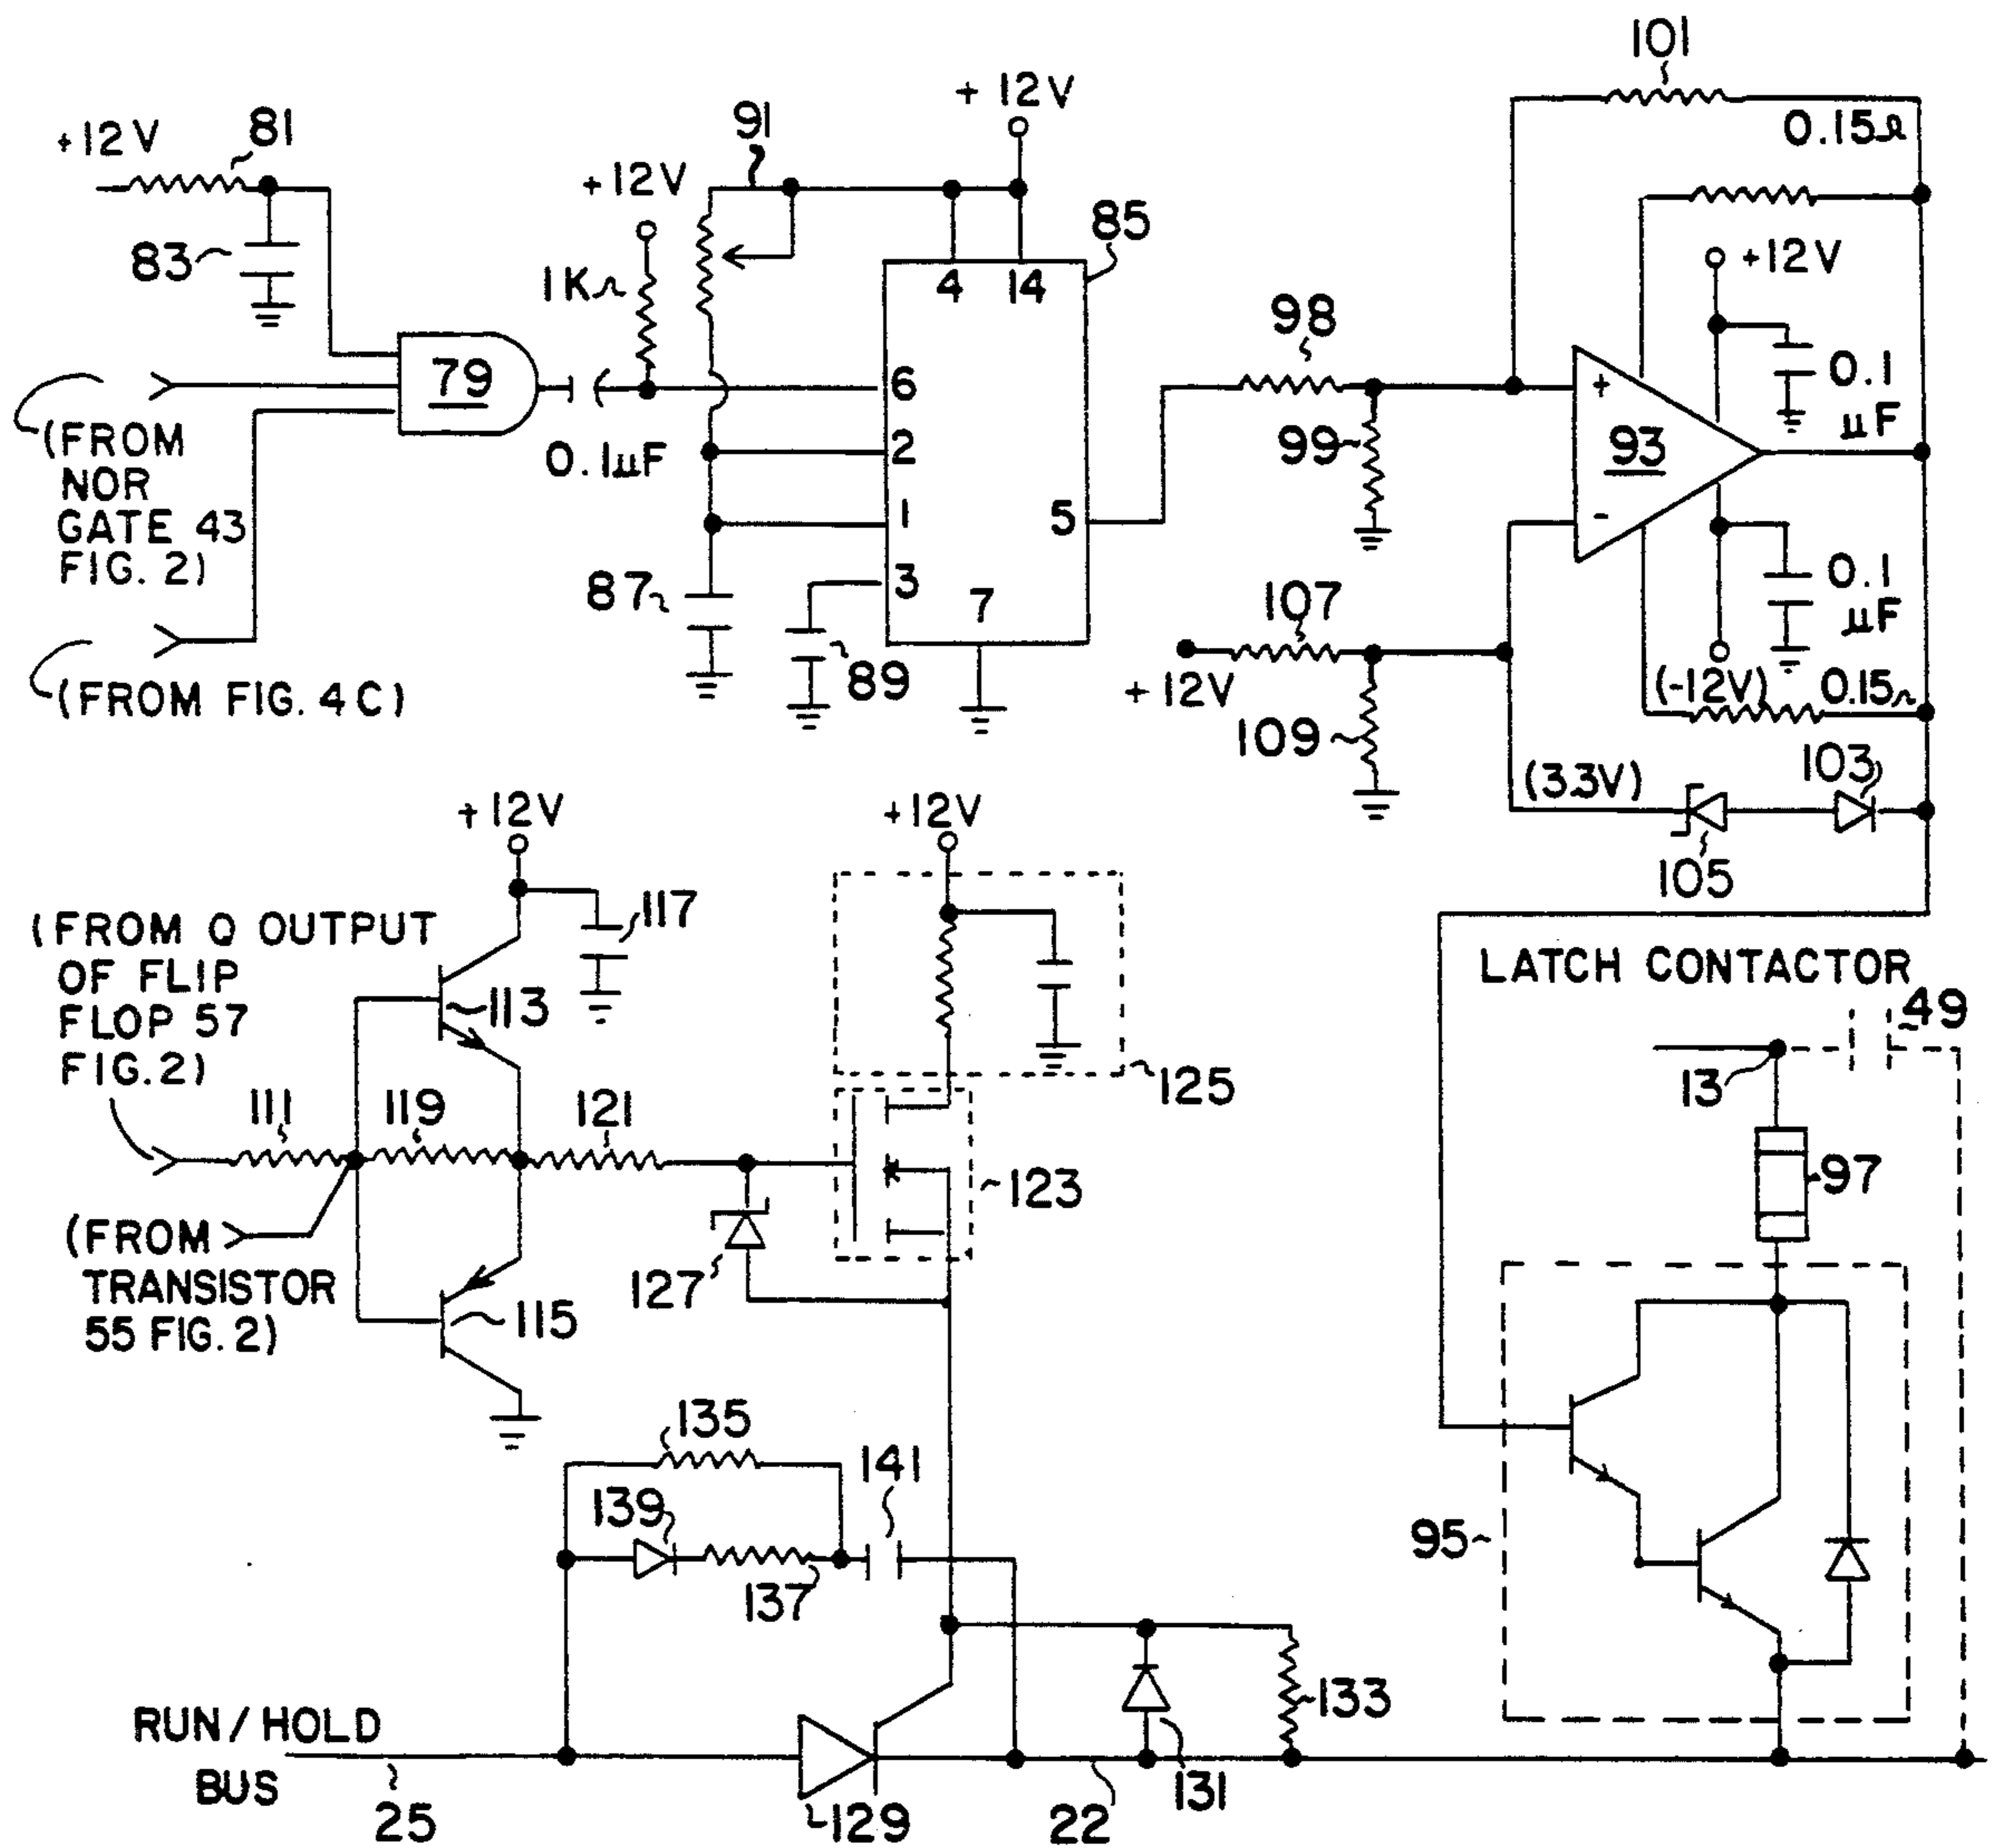 101
+12V
81
91
+12V
0.15Ω
+12V
85
+12V
83
1K
4 14
98
0.1
μF
79
6
+
(FROM
NOR
GATE 43
FIG. 2)
0.1μF
2
99
93
1
5
-
3
7
87
107
0.1
μF
89
+12V
(-12V)
0.15Ω
(FROM FIG. 4C)
109
(3.3V)
103
+12V
+12V
105
(FROM Q OUTPUT
OF FLIP
FLOP 57
FIG.2)
117
LATCH CONTACTOR
113
49
125
13
111
119
121
123
97
(FROM
TRANSISTOR
55 FIG. 2)
127
115
135
141
139
95
137
133
RUN/HOLD
BUS
25
129
22
131